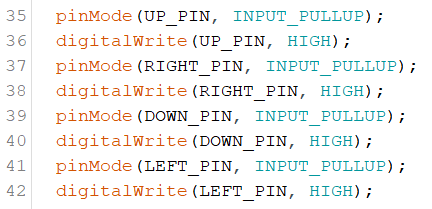 35 pinMode(UP_PIN, INPUT_PULLUP);
36 digitalWrite(UP_PIN, HIGH);
37 pinMode(RIGHT_PIN, INPUT_PULLUP);
38 digitalWrite(RIGHT_PIN, HIGH);
39 pinMode(DOWN_PIN, INPUT_PULLUP);
40 digitalWrite(DOWN_PIN, HIGH);
41 pinMode(LEFT_PIN, INPUT_PULLUP);
42 digitalWrite(LEFT_PIN, HIGH);